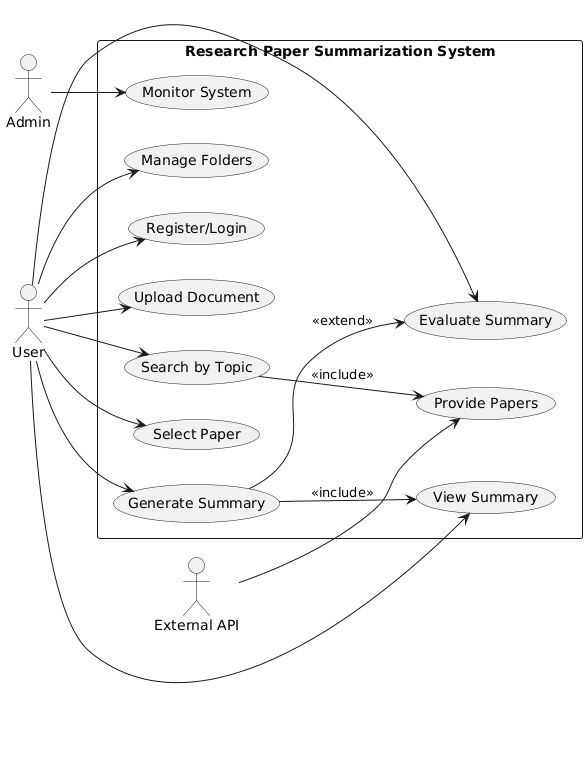 Research Paper Summarization System
Admin
Monitor System
Manage Folders
Register/Login
Upload Document
User
«extend»
Evaluate Summary
Search by Topic
«include»
Provide Papers
Select Paper
Generate Summary
«include»
View Summary
External API